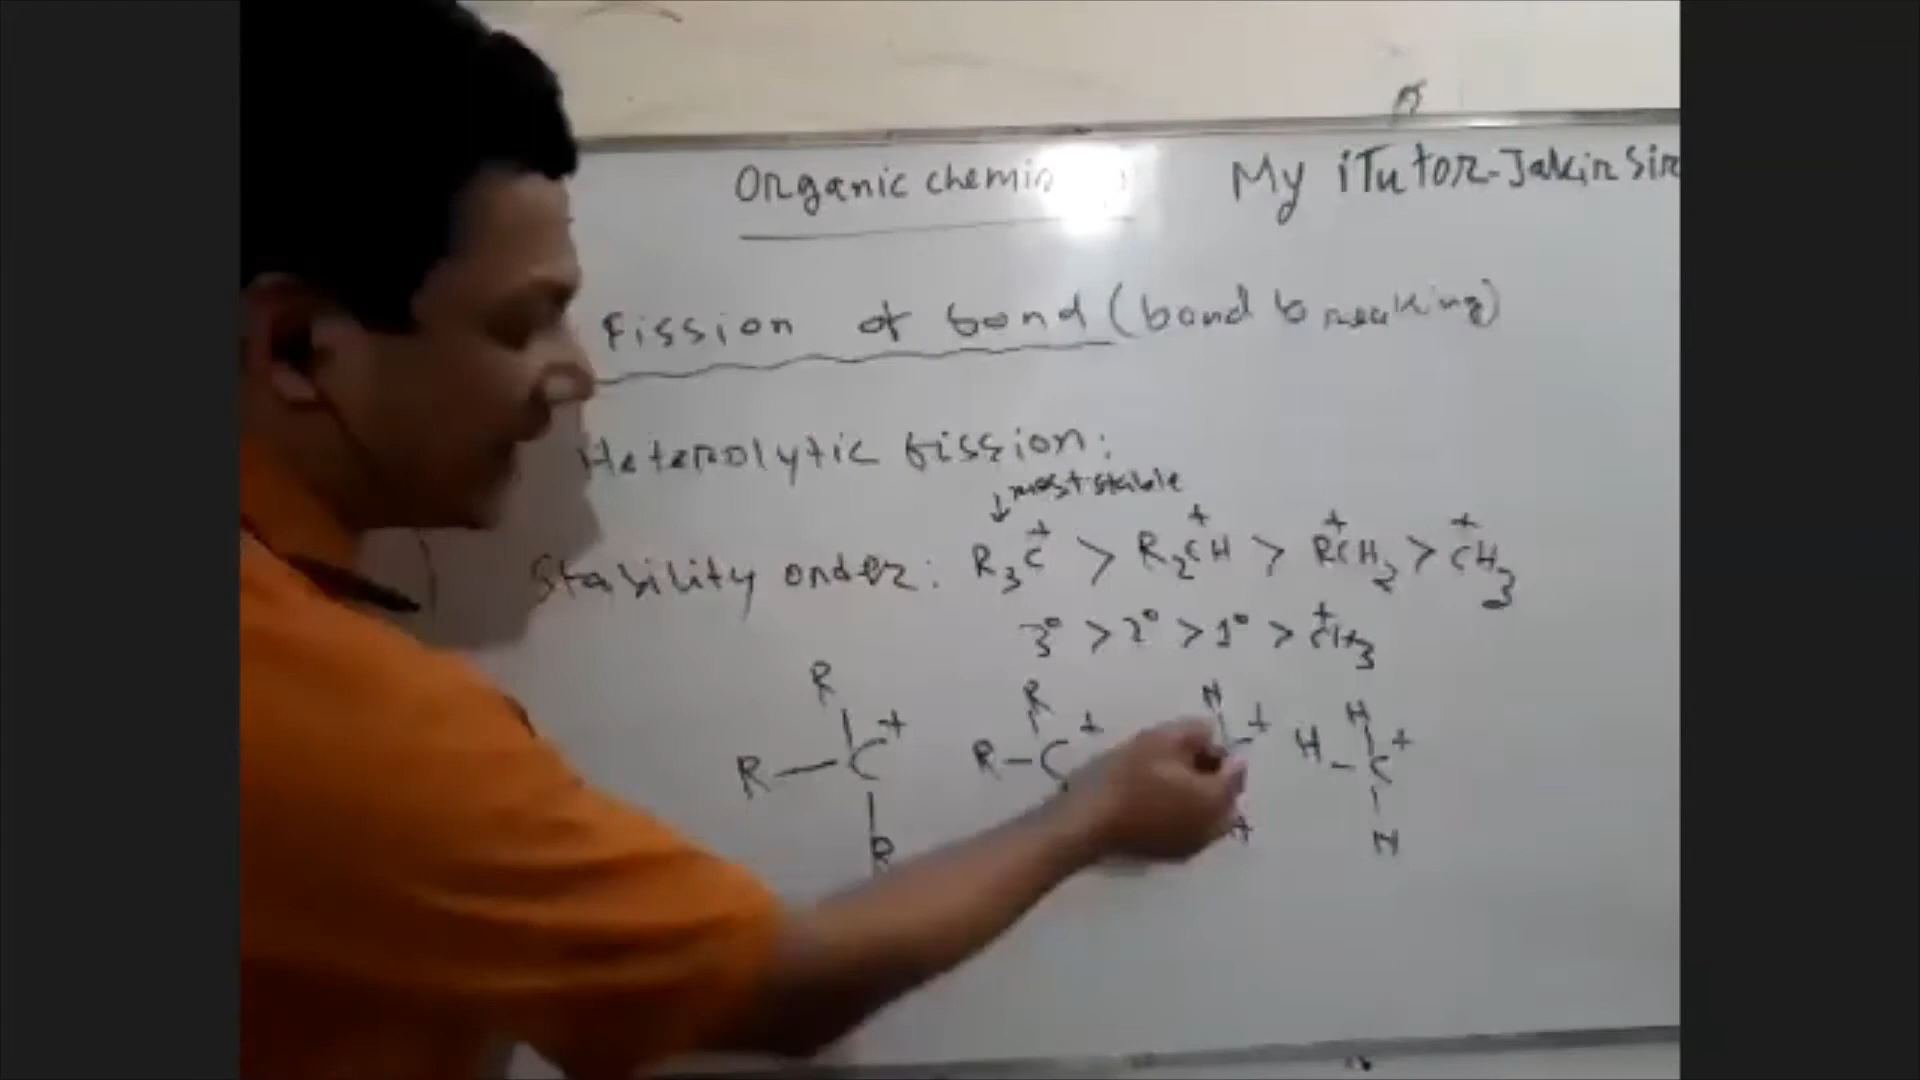 Organic chemis
My iTutor-Jakir Sir
Fission of bond (bond breaking)
Heterolytic fission:
↓ most stable
Stability order: R₃C⁺ > R₂CH⁺ > RCH₂⁺ > CH₃⁺
3° > 2° > 1° > CH₃⁺
R R H H
R—C⁺ R—C⁺ + H—C⁺
R H H